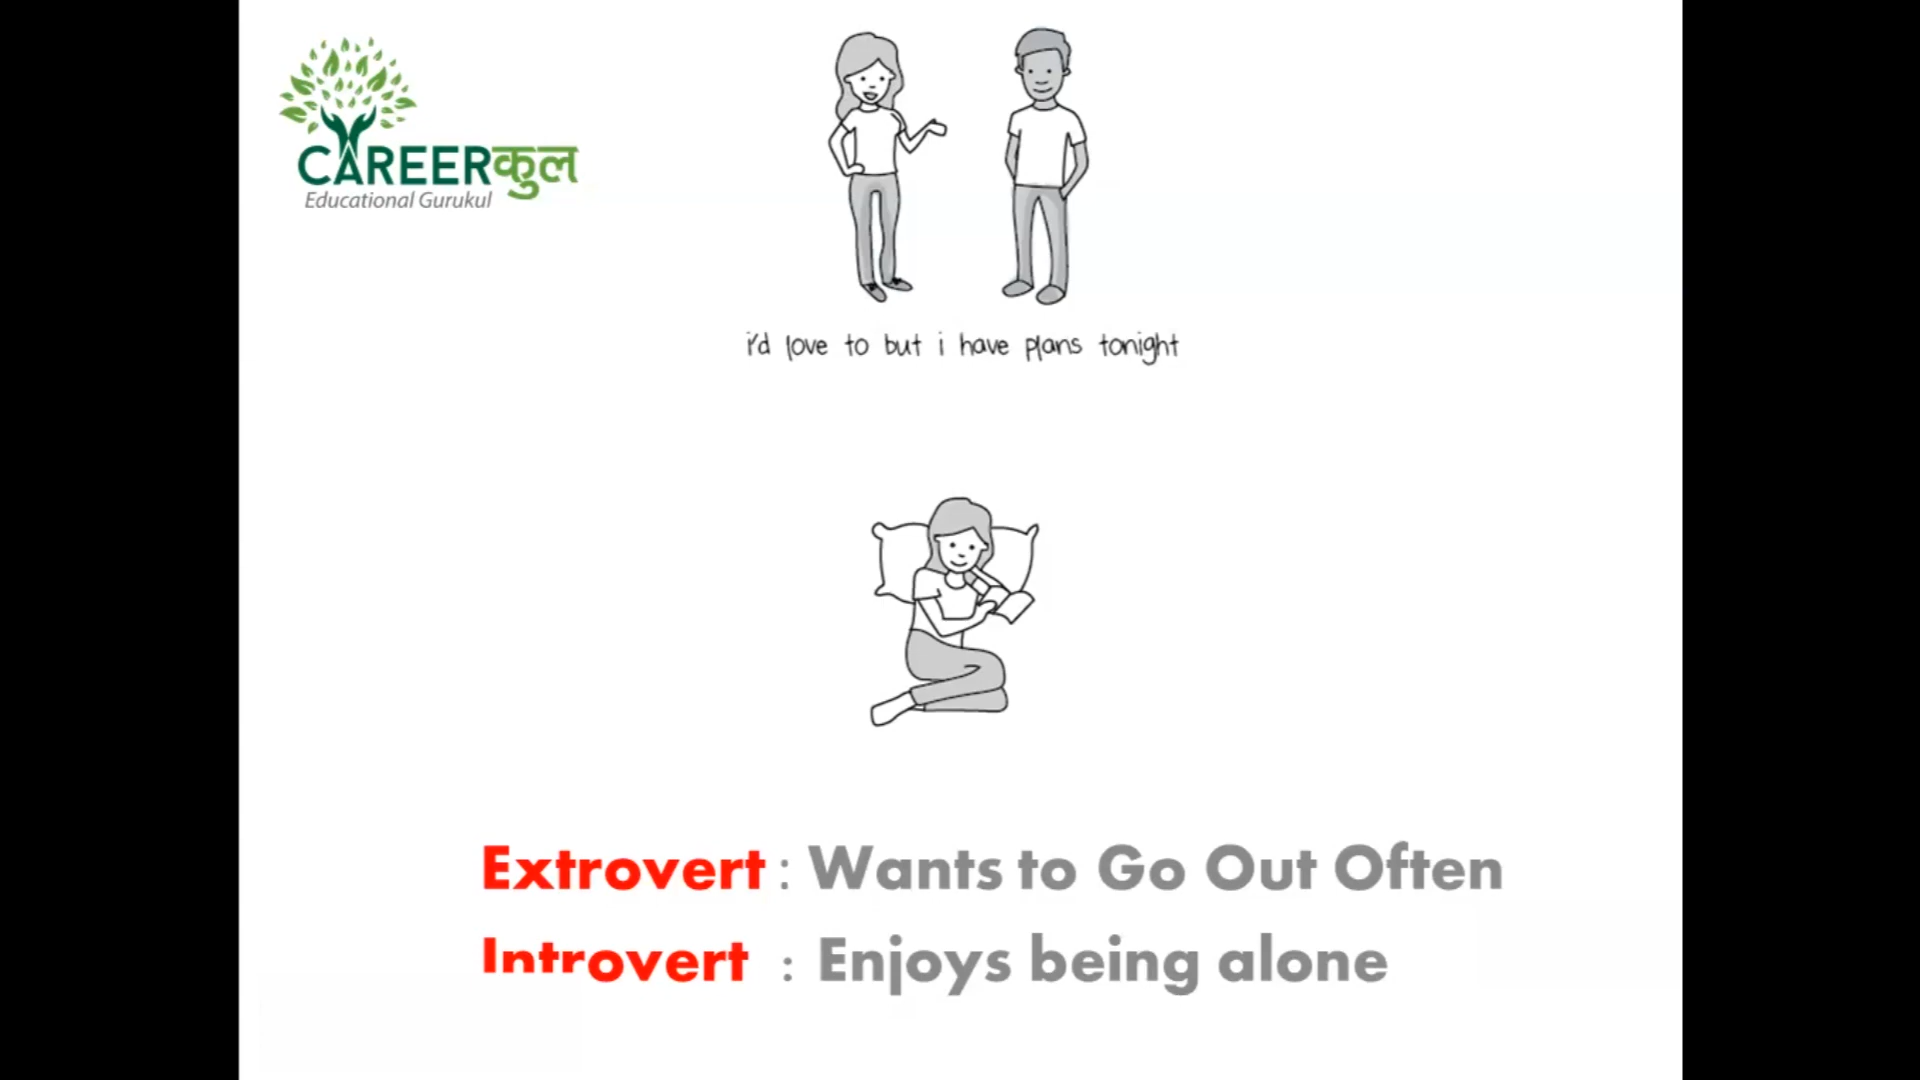 CAREERकुल
Educational Gurukul
i'd love to but i have plans tonight
Extrovert : Wants to Go Out Often
Introvert : Enjoys being alone